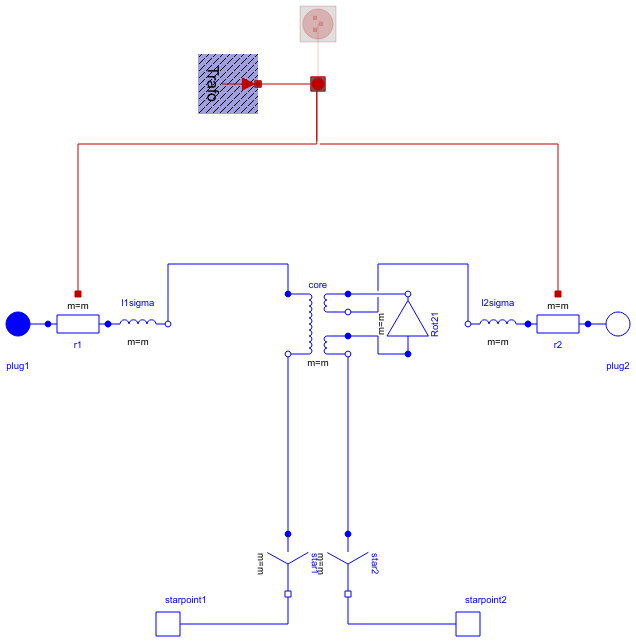 Trafo
core
l1sigma
l2sigma
m=m
m=m
m=m
Rot21
r1
m=m
m=m
r2
m=m
plug1
plug2
m=m
star1
m=m
star2
starpoint1
starpoint2